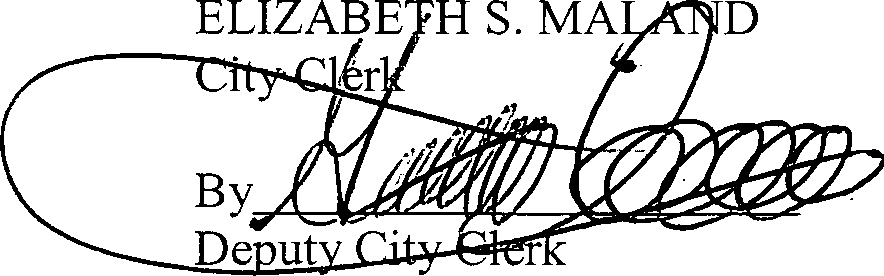 ELIZABETH S. MALAND
City Clerk
By
Deputy City Clerk